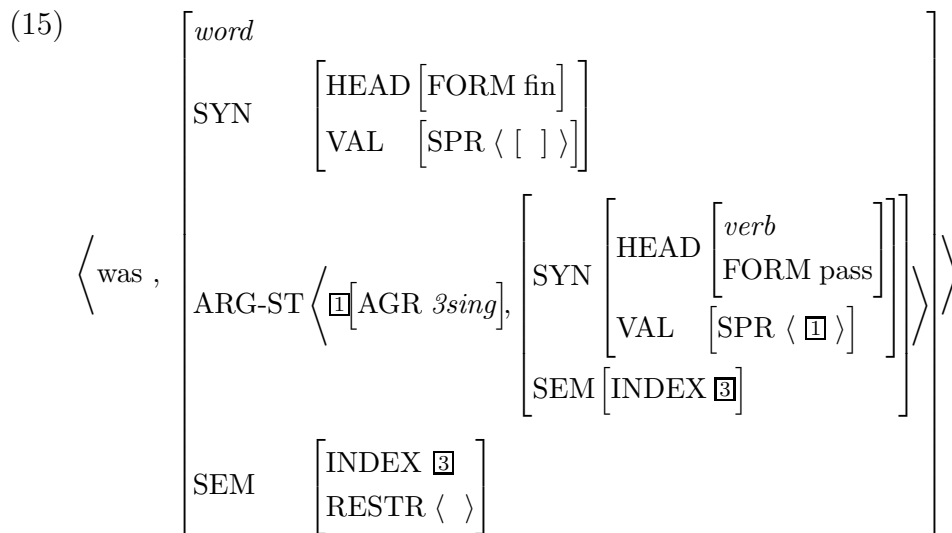 (15)
word
SYN [HEAD [FORM fin]
VAL [SPR ⟨ [ ] ⟩]]
⟨was ,
ARG-ST ⟨ 1[AGR 3sing], [SYN [HEAD [verb
FORM pass]
VAL [SPR ⟨ 1 ⟩]]
SEM [INDEX 3]] ⟩ ⟩
SEM [INDEX 3
RESTR ⟨ ⟩]